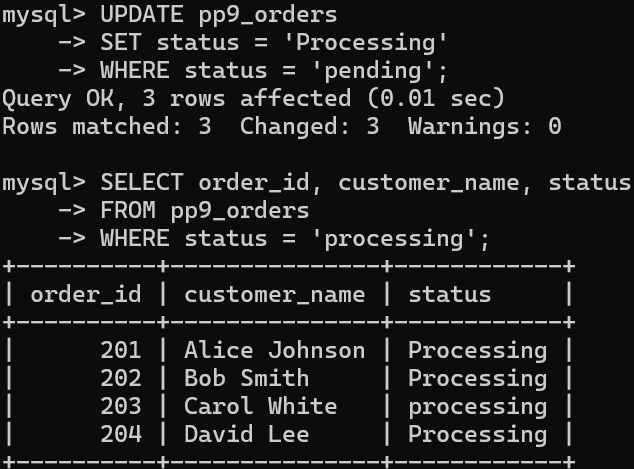 mysql> UPDATE pp9_orders
    -> SET status = 'Processing'
    -> WHERE status = 'pending';
Query OK, 3 rows affected (0.01 sec)
Rows matched: 3  Changed: 3  Warnings: 0

mysql> SELECT order_id, customer_name, status
    -> FROM pp9_orders
    -> WHERE status = 'processing';
+----------+---------------+------------+
| order_id | customer_name | status     |
+----------+---------------+------------+
|      201 | Alice Johnson | Processing |
|      202 | Bob Smith     | Processing |
|      203 | Carol White   | processing |
|      204 | David Lee     | Processing |
+----------+---------------+------------+